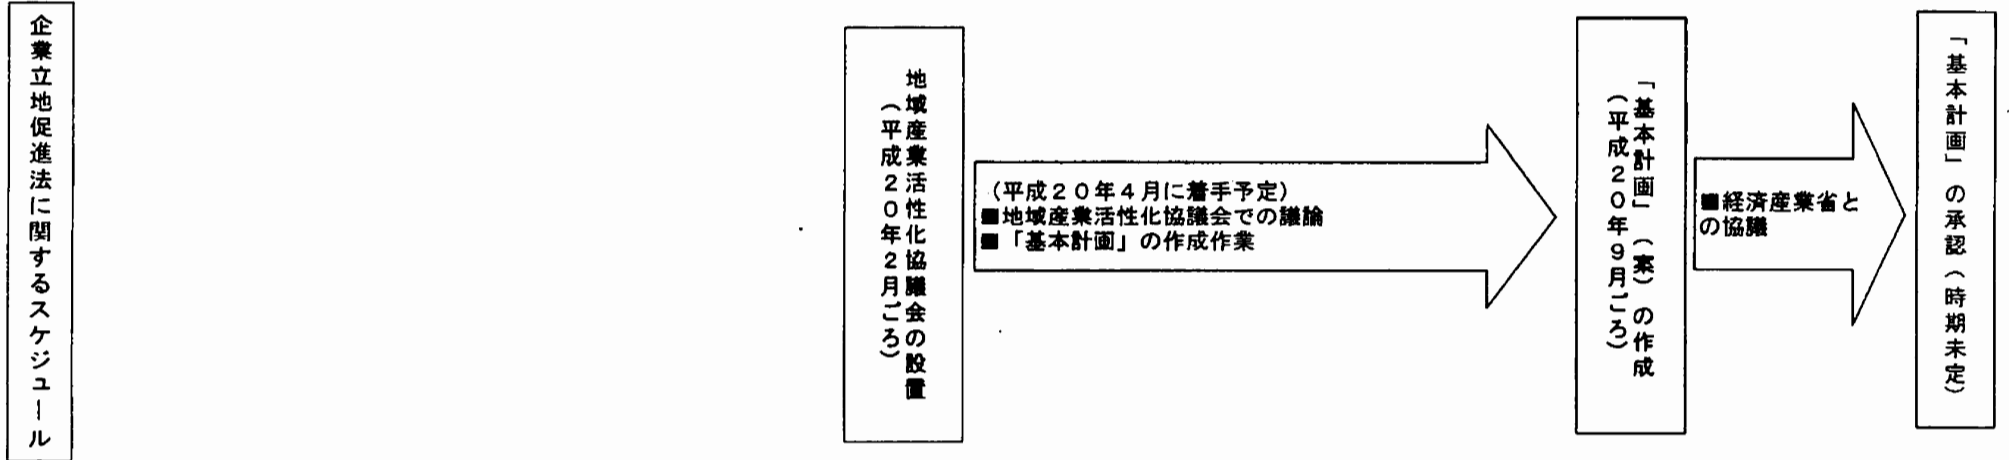 企業立地促進法に関するスケジュール
地域産業活性化協議会の設置
(平成20年2月ごろ)
(平成20年4月に着手予定)
■地域産業活性化協議会での議論
■「基本計画」の作成作業
「基本計画」(案)の作成
(平成20年9月ごろ)
■経済産業省と
の協議
「基本計画」の承認(時期未定)